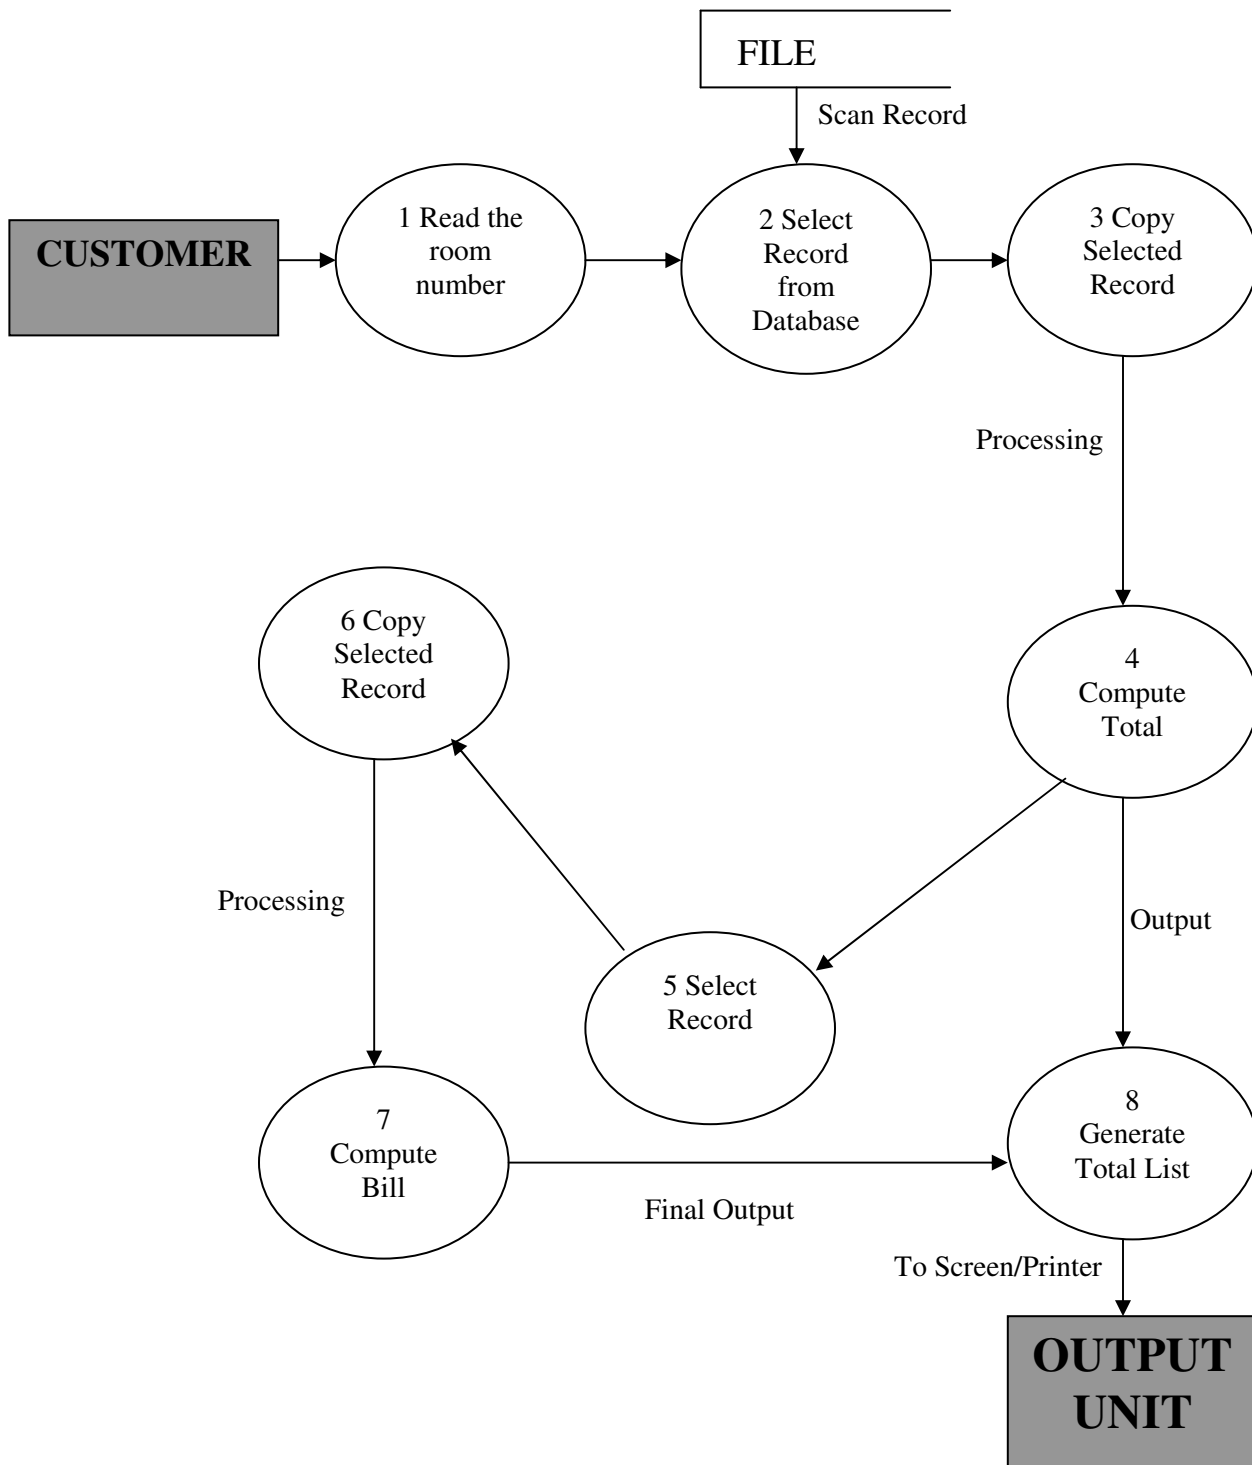 FILE
Scan Record
CUSTOMER
1 Read the
room
number
2 Select
Record
from
Database
3 Copy
Selected
Record
Processing
4
Compute
Total
6 Copy
Selected
Record
Processing
Output
5 Select
Record
7
Compute
Bill
8
Generate
Total List
Final Output
To Screen/Printer
OUTPUT
UNIT